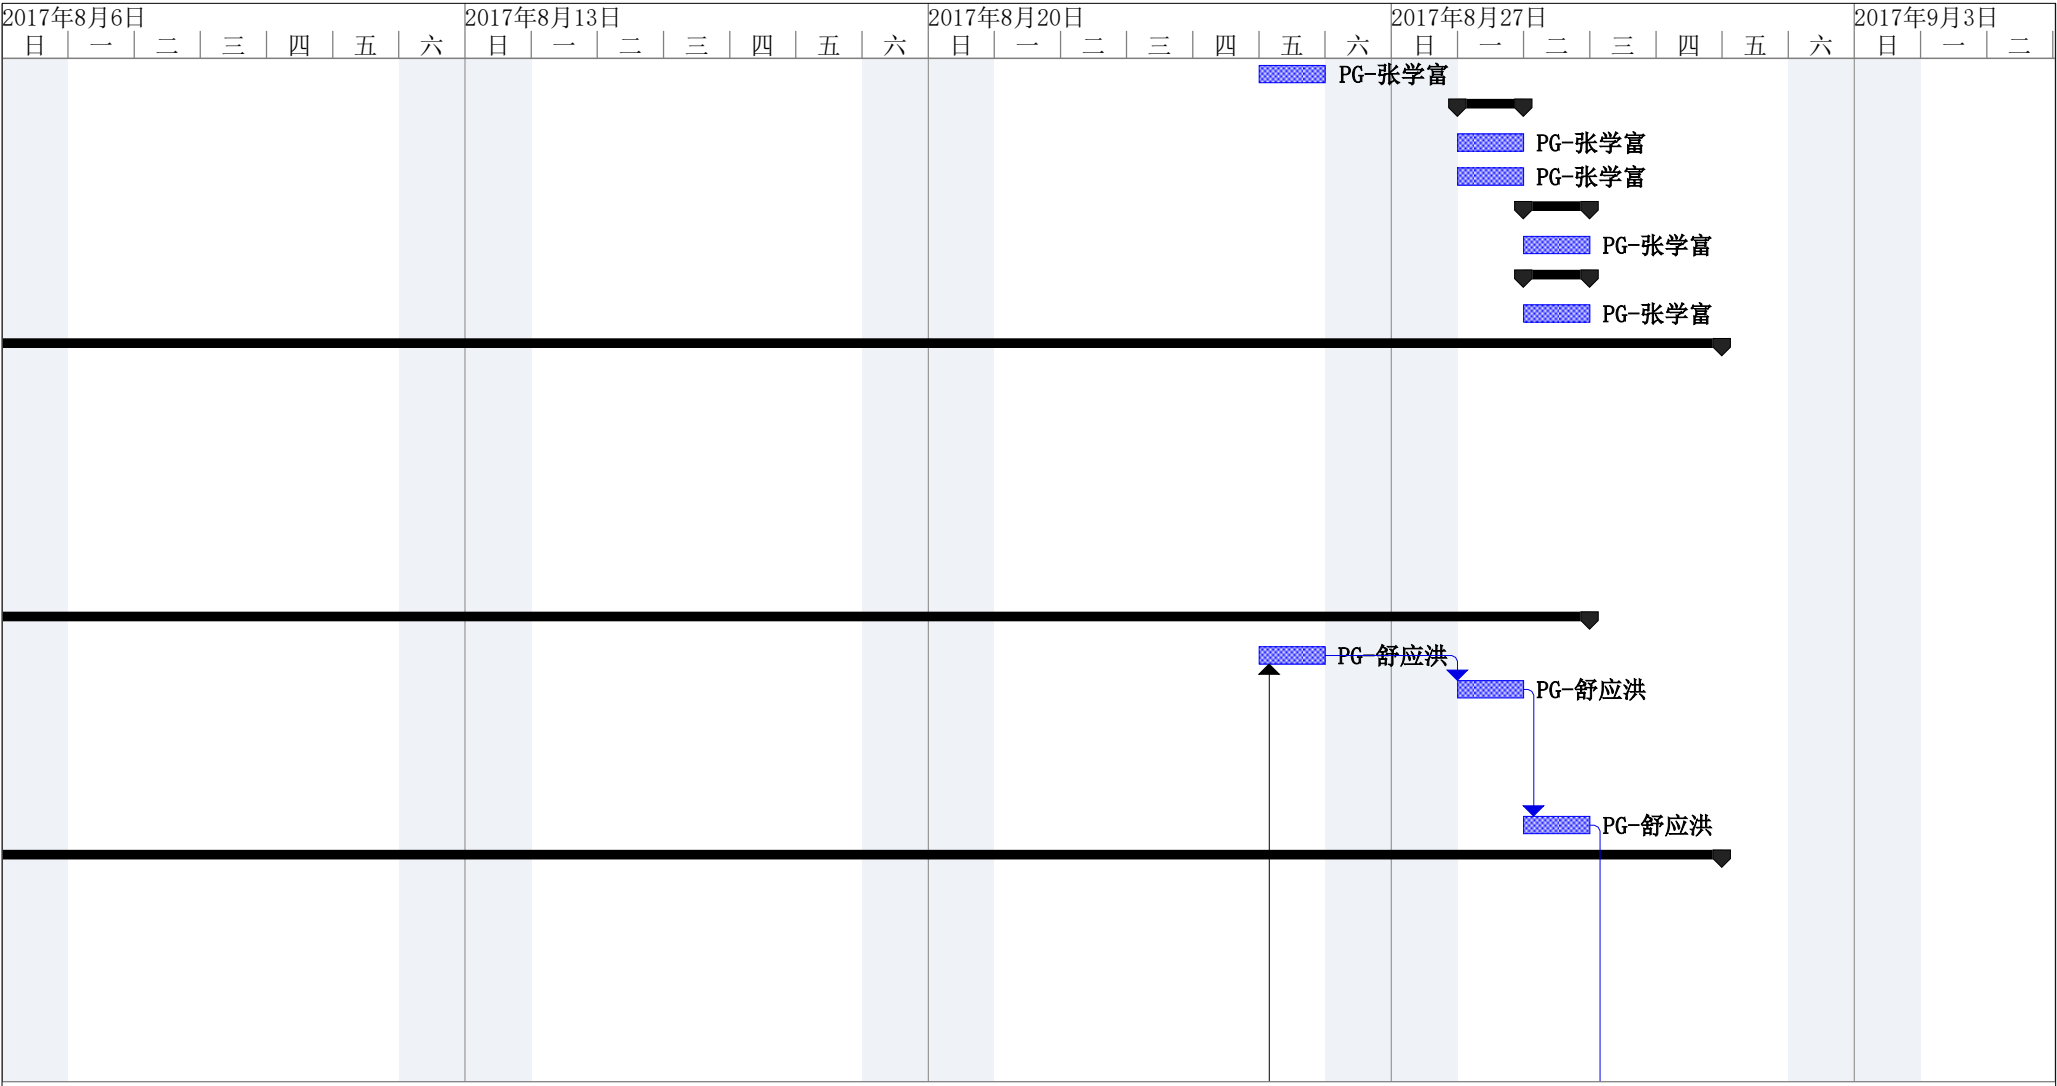 2017年8月6日 2017年8月13日 2017年8月20日 2017年8月27日 2017年9月3日
日 一 二 三 四 五 六 日 一 二 三 四 五 六 日 一 二 三 四 五 六 日 一 二 三 四 五 六 日 一 二
PG-张学富
PG-张学富
PG-张学富
PG-张学富
PG-张学富
PG-舒应洪
PG-舒应洪
PG-舒应洪